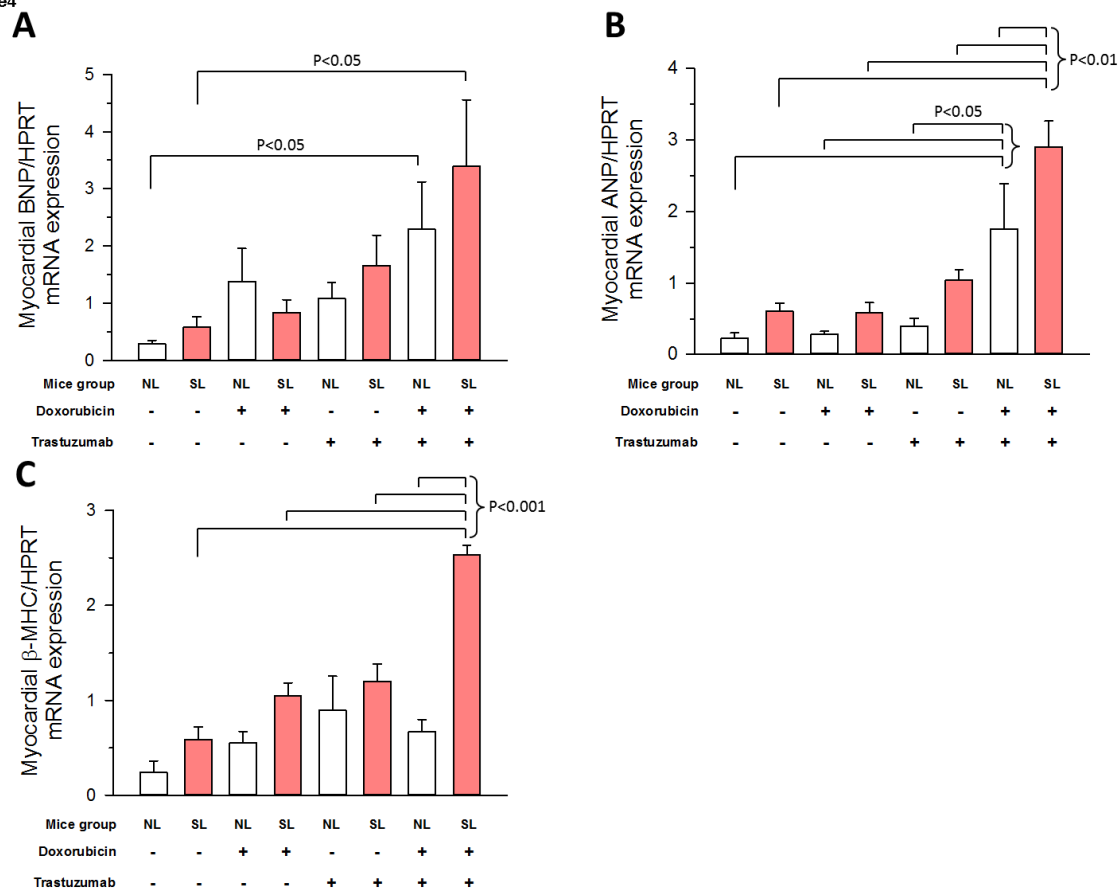 e4
A
P<0.05
P<0.05
Myocardial BNP/HPRT
mRNA expression
5
4
3
2
1
0
Mice group NL SL NL SL NL SL NL SL
Doxorubicin - - + + - - + +
Trastuzumab - - - - + + + +
B
P<0.01
P<0.05
Myocardial ANP/HPRT
mRNA expression
4
3
2
1
0
Mice group NL SL NL SL NL SL NL SL
Doxorubicin - - + + - - + +
Trastuzumab - - - - + + + +
C
P<0.001
Myocardial β-MHC/HPRT
mRNA expression
3
2
1
0
Mice group NL SL NL SL NL SL NL SL
Doxorubicin - - + + - - + +
Trastuzumab - - - - + + + +